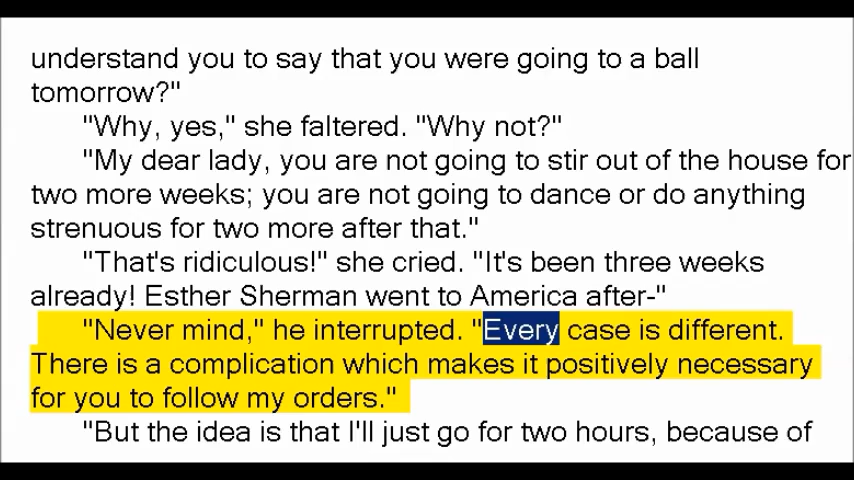 understand you to say that you were going to a ball
tomorrow?"
"Why, yes," she faltered. "Why not?"
"My dear lady, you are not going to stir out of the house for
two more weeks; you are not going to dance or do anything
strenuous for two more after that."
"That's ridiculous!" she cried. "It's been three weeks
already! Esther Sherman went to America after-"
"Never mind," he interrupted. "Every case is different.
There is a complication which makes it positively necessary
for you to follow my orders."
"But the idea is that I'll just go for two hours, because of